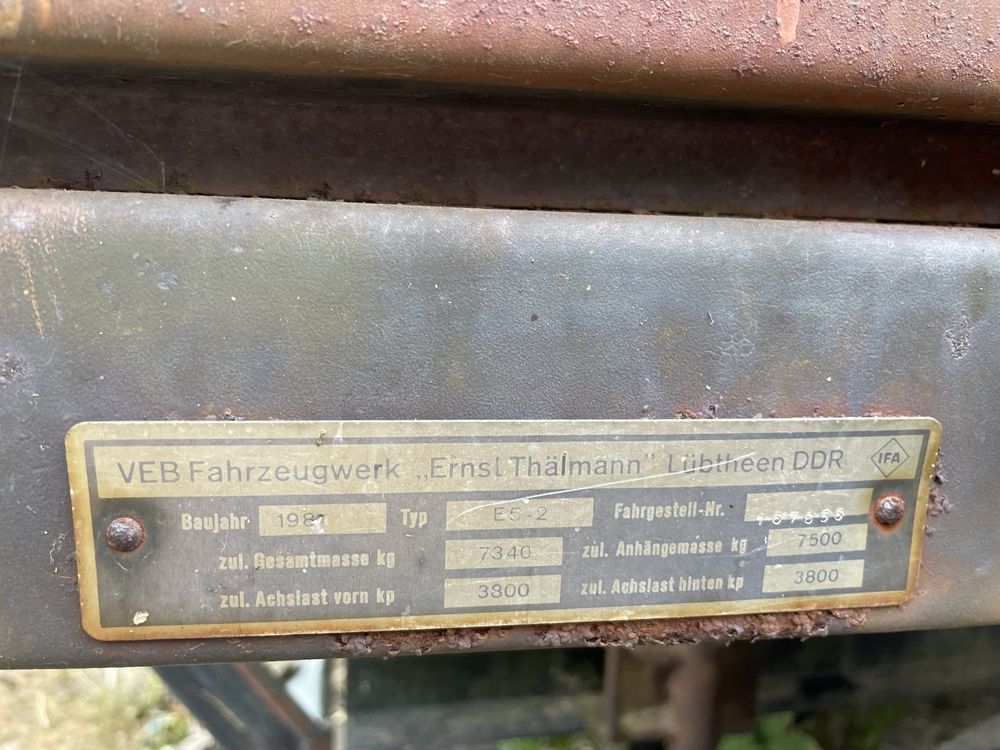 VEB Fahrzeugwerk „Ernst Thälmann” Lübtheen DDR IFA
Baujahr Typ E5-2 Fahrgestell-Nr.
zul. Gesamtmasse kg 7340 zul. Anhängemasse kg 7500
zul. Achslast vorn kp 3800 zul. Achslast hinten kp 3800